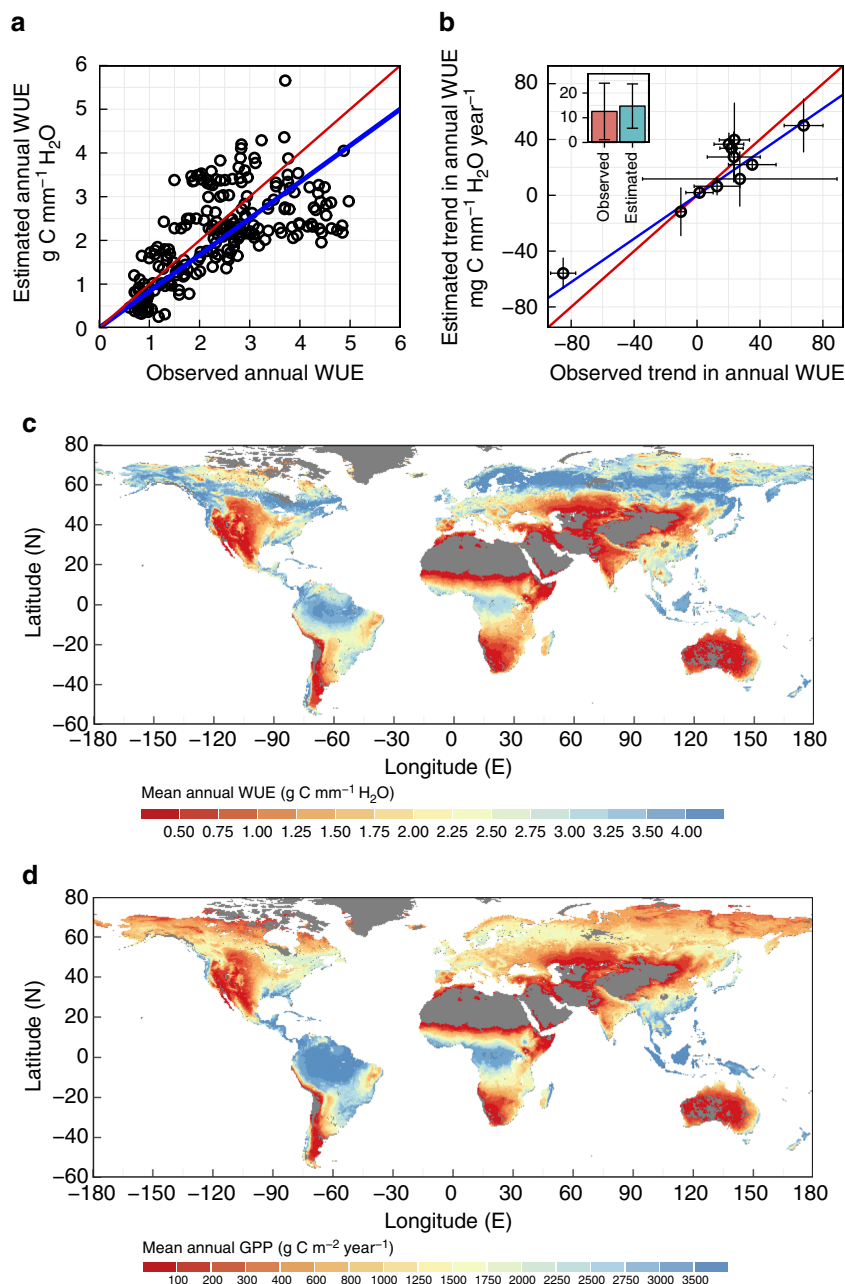 a
Estimated annual WUE
g C mm⁻¹ H₂O
6
5
4
3
2
1
0
0 1 2 3 4 5 6
Observed annual WUE
b
Estimated trend in annual WUE
mg C mm⁻¹ H₂O year⁻¹
80
40
0
−40
−80
20
10
0
Observed
Estimated
−80 −40 0 40 80
Observed trend in annual WUE
c
Latitude (N)
80
60
40
20
0
−20
−40
−60
−180 −150 −120 −90 −60 −30 0 30 60 90 120 150 180
Longitude (E)
Mean annual WUE (g C mm⁻¹ H₂O)
0.50 0.75 1.00 1.25 1.50 1.75 2.00 2.25 2.50 2.75 3.00 3.25 3.50 4.00
d
Latitude (N)
80
60
40
20
0
−20
−40
−60
−180 −150 −120 −90 −60 −30 0 30 60 90 120 150 180
Longitude (E)
Mean annual GPP (g C m⁻² year⁻¹)
100 200 300 400 600 800 1000 1250 1500 1750 2000 2250 2500 2750 3000 3500